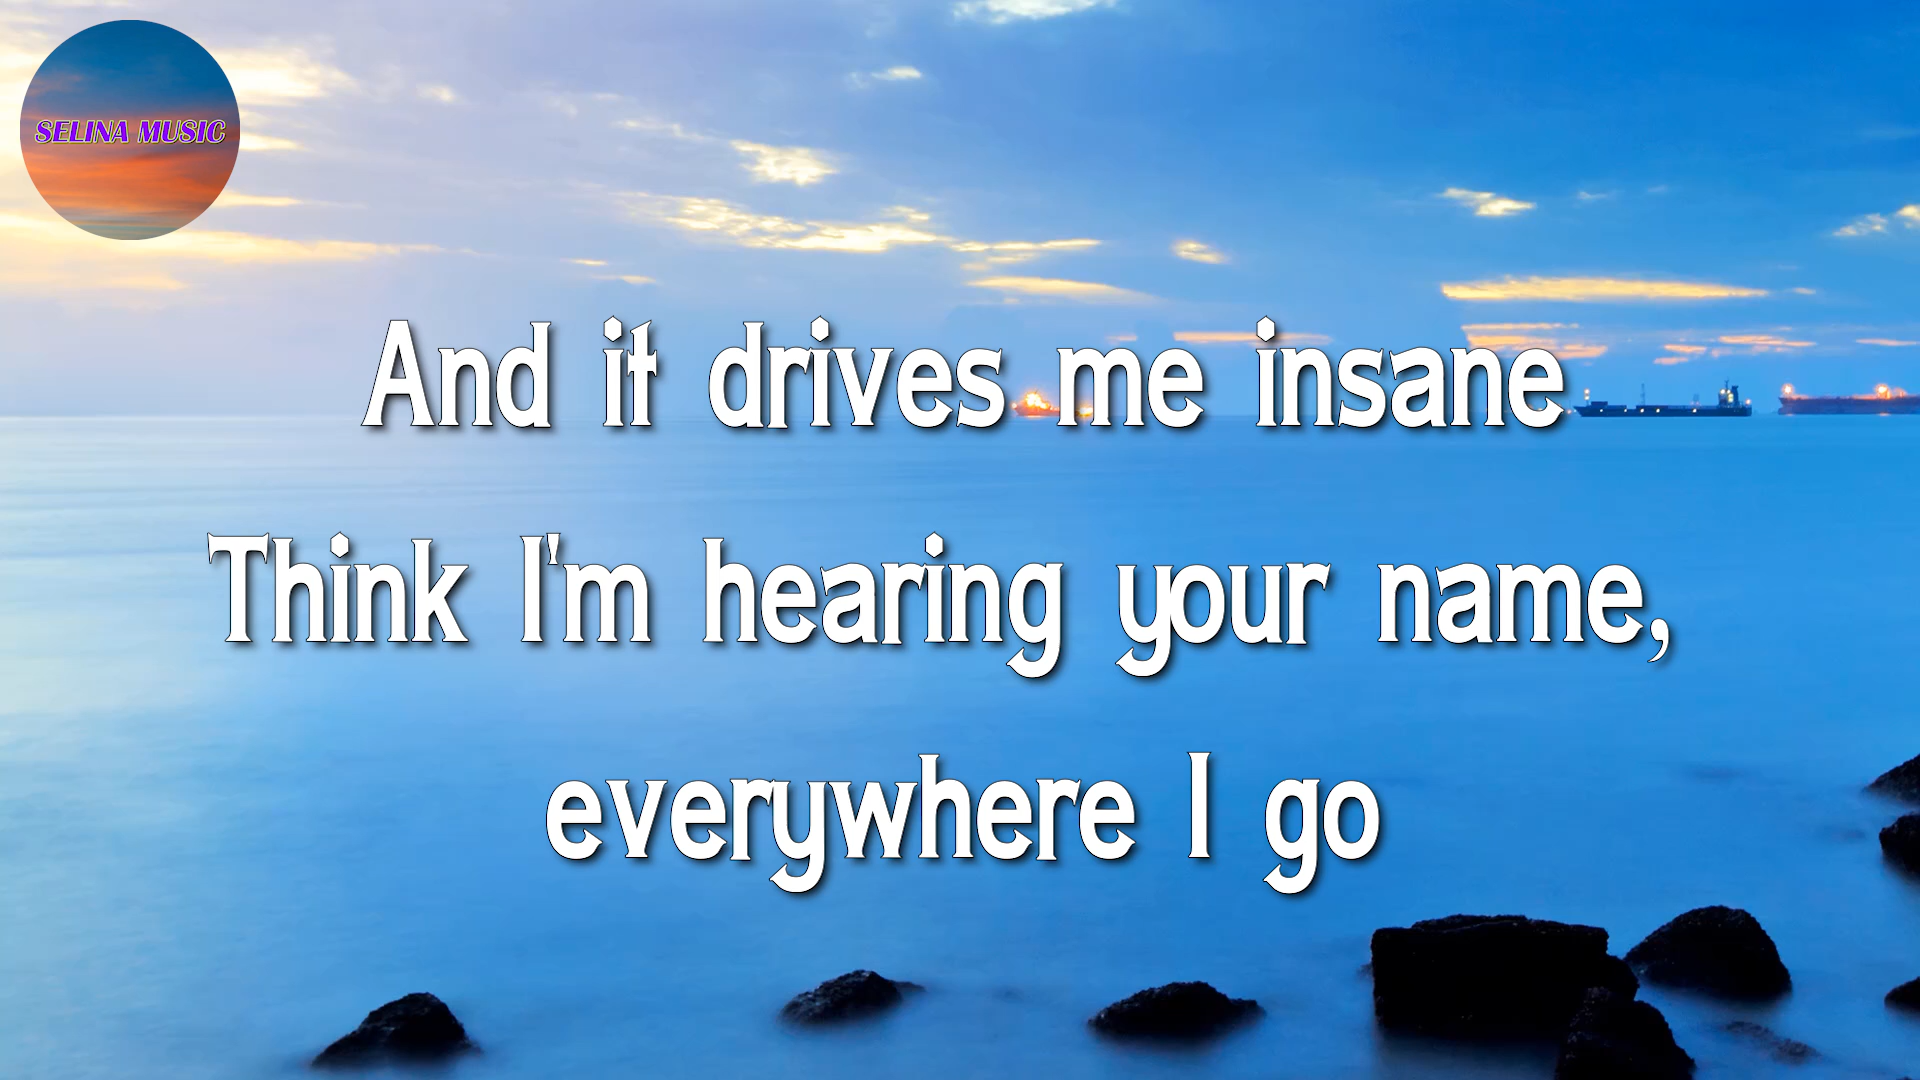 SELINA MUSIC
And it drives me insane
Think I'm hearing your name,
everywhere I go